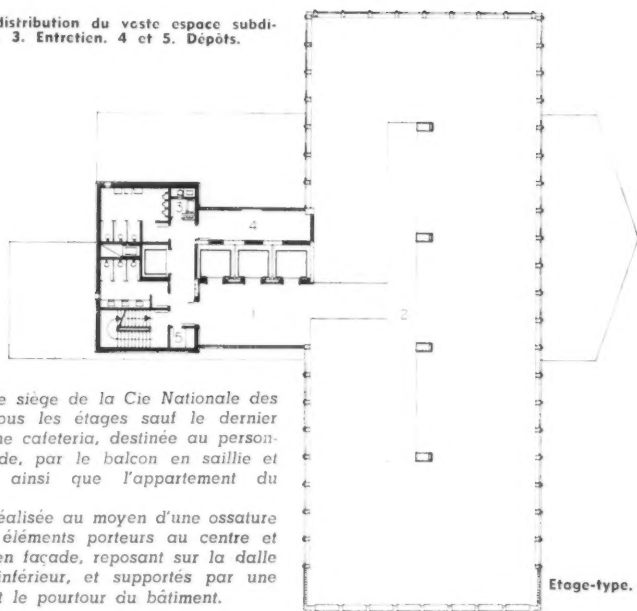 distribution du vaste espace subdi-
3. Entretien. 4 et 5. Dépôts.
3
4
1
2
5
e siège de la Cie Nationale des
ous les étages sauf le dernier
ne cafeteria, destinée au person-
de, par le balcon en saillie et
ainsi que l'appartement du
éalisée au moyen d'une ossature
éléments porteurs au centre et
en façade, reposant sur la dalle
inférieur, et supportés par une
t le pourtour du bâtiment.
Etage-type.